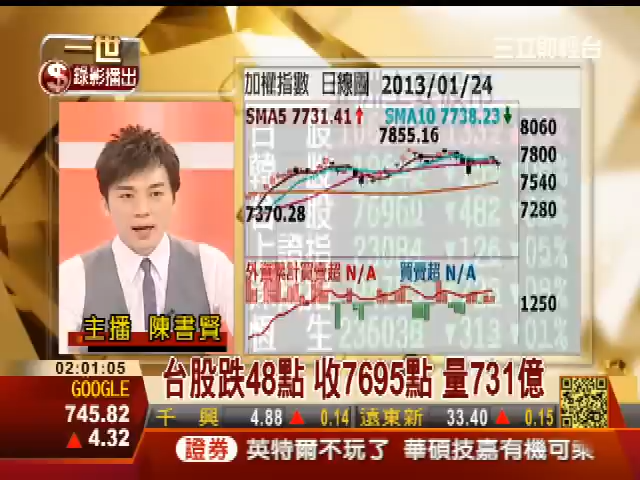 一世
錄影播出
三立財經台
加權指數 日線圖 2013/01/24
SMA5 7731.41↑ SMA10 7738.23↓
7855.16
8060
7800
7540
7280
7370.28
外資累計買賣超 N/A 買賣超 N/A
1250
主播 陳書賢
02:01:05
台股跌48點 收7695點 量731億
GOOGLE
745.82
▲4.32
千興 4.88 ▲ 0.14 遠東新 33.40 ▲ 0.15
證券 英特爾不玩了 華碩技嘉有機可乘